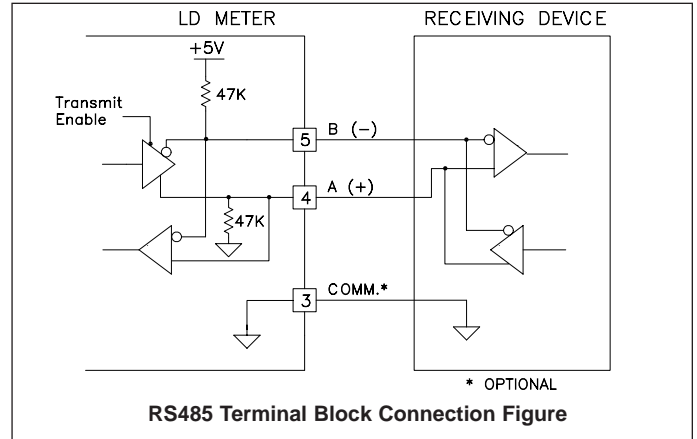 LD METER
RECEIVING DEVICE
+5V
47K
Transmit
Enable
5
B (-)
4
A (+)
47K
3
COMM.*
* OPTIONAL
RS485 Terminal Block Connection Figure